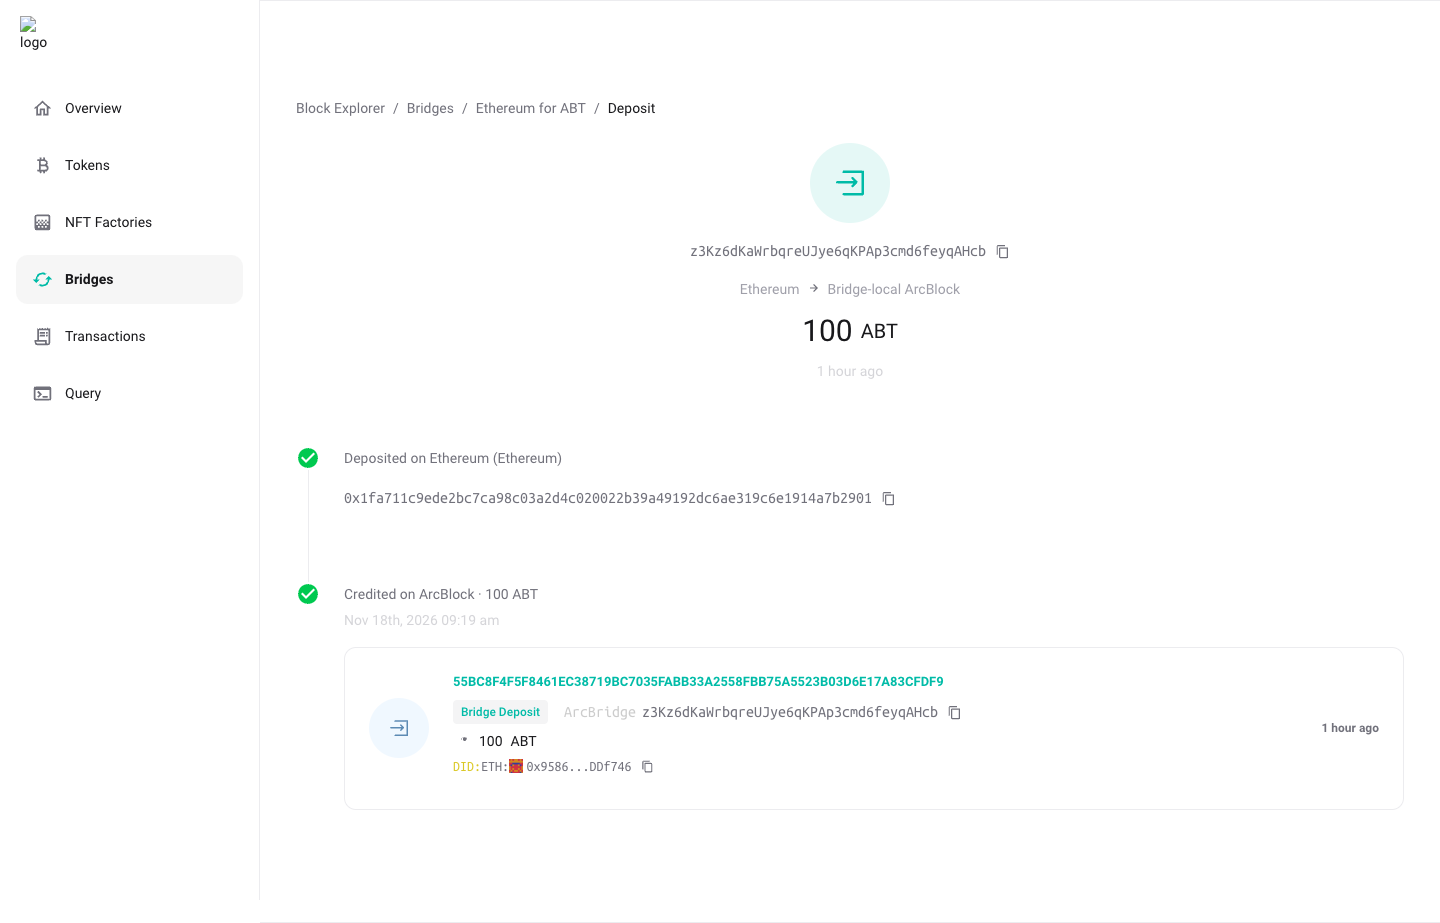 logo
Overview
Tokens
NFT Factories
Bridges
Transactions
Query
Block Explorer / Bridges / Ethereum for ABT / Deposit
z3Kz6dKaWrbqreUJye6qKPAp3cmd6feyqAHcb
Ethereum → Bridge-local ArcBlock
100 ABT
1 hour ago
Deposited on Ethereum (Ethereum)
0x1fa711c9ede2bc7ca98c03a2d4c020022b39a49192dc6ae319c6e1914a7b2901
Credited on ArcBlock · 100 ABT
Nov 18th, 2026 09:19 am
55BC8F4F5F8461EC38719BC7035FABB33A2558FBB75A5523B03D6E17A83CFDF9
Bridge Deposit ArcBridge z3Kz6dKaWrbqreUJye6qKPAp3cmd6feyqAHcb
100 ABT
DID:ETH:0x9586...DDf746
1 hour ago